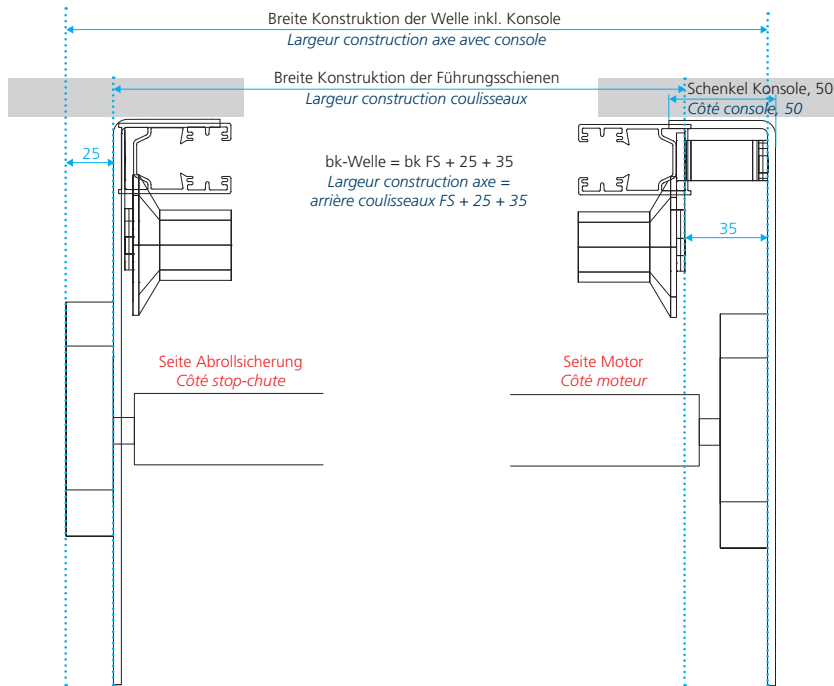 Breite Konstruktion der Welle inkl. Konsole
Largeur construction axe avec console
Breite Konstruktion der Führungsschienen
Largeur construction coulisseaux
Schenkel Konsole, 50
Côté console, 50
25
bk-Welle = bk FS + 25 + 35
Largeur construction axe =
arrière coulisseaux FS + 25 + 35
35
Seite Abrollsicherung
Côté stop-chute
Seite Motor
Côté moteur